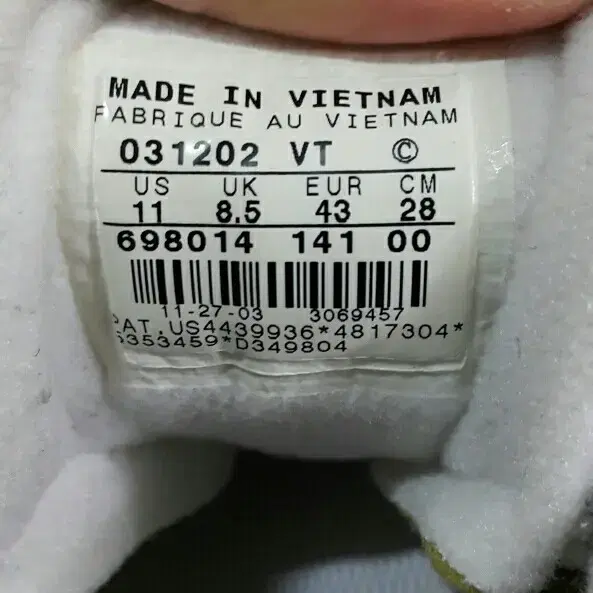 MADE IN VIETNAM
FABRIQUE AU VIETNAM
031202 VT ©
US UK EUR CM
11 8.5 43 28
698014 141 00
11-27-03 3069457
PAT.US4439936*4817304*
5353459*D349804